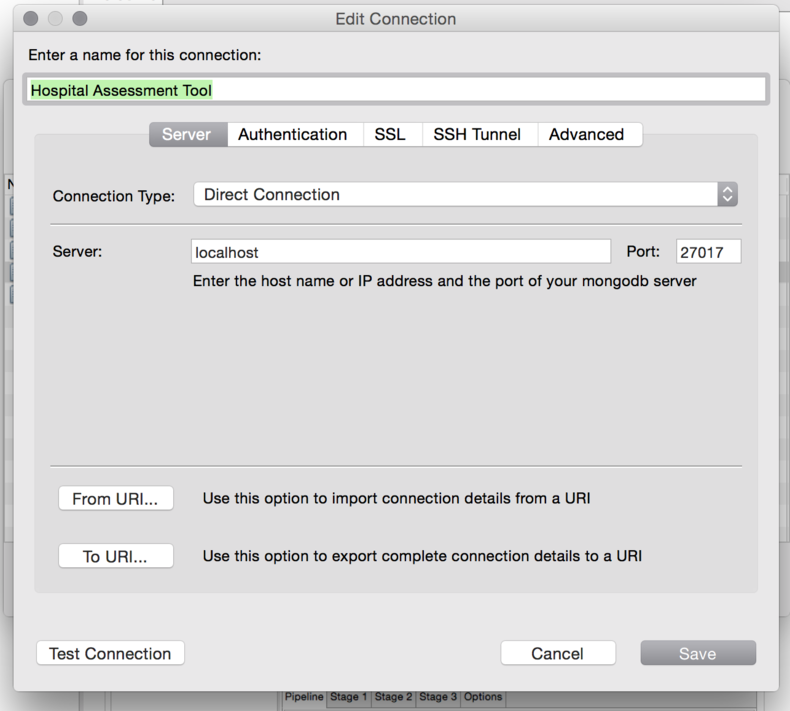 Edit Connection
Enter a name for this connection:
Hospital Assessment Tool
Server Authentication SSL SSH Tunnel Advanced
Connection Type: Direct Connection
Server: localhost Port: 27017
Enter the host name or IP address and the port of your mongodb server
From URI... Use this option to import connection details from a URI
To URI... Use this option to export complete connection details to a URI
Test Connection Cancel Save
Pipeline Stage 1 Stage 2 Stage 3 Options